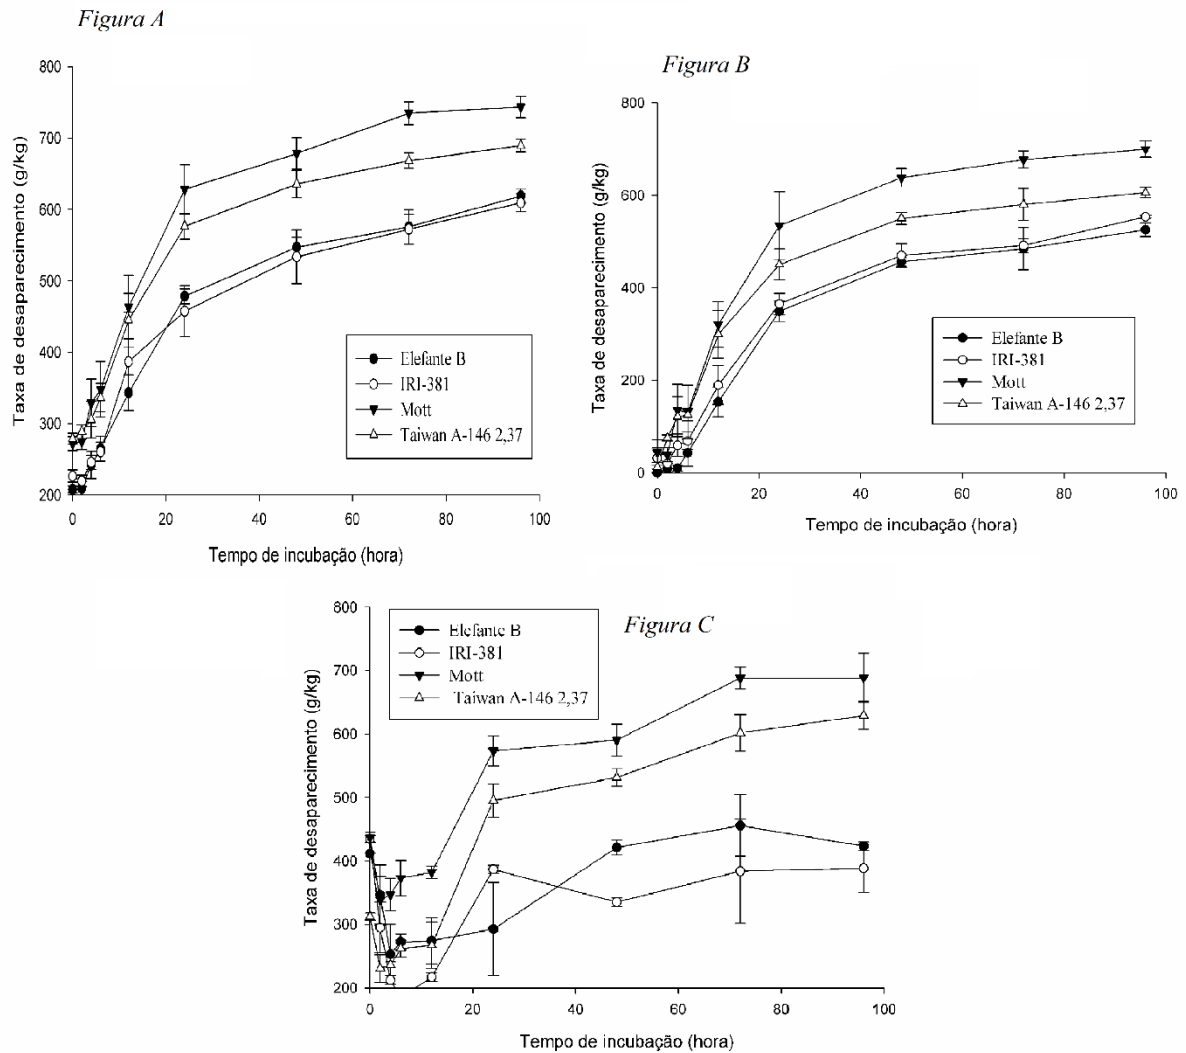 Figura A
800
700
600
500
400
300
200
Taxa de desaparecimento (g/kg)
Elefante B
IRI-381
Mott
Taiwan A-146 2,37
0 20 40 60 80 100
Tempo de incubação (hora)
Figura B
800
600
400
200
0
Taxa de desaparecimento (g/kg)
Elefante B
IRI-381
Mott
Taiwan A-146 2,37
0 20 40 60 80 100
Tempo de incubação (hora)
Figura C
800
700
600
500
400
300
200
Taxa de desaparecimento (g/kg)
Elefante B
IRI-381
Mott
Taiwan A-146 2,37
0 20 40 60 80 100
Tempo de incubação (hora)